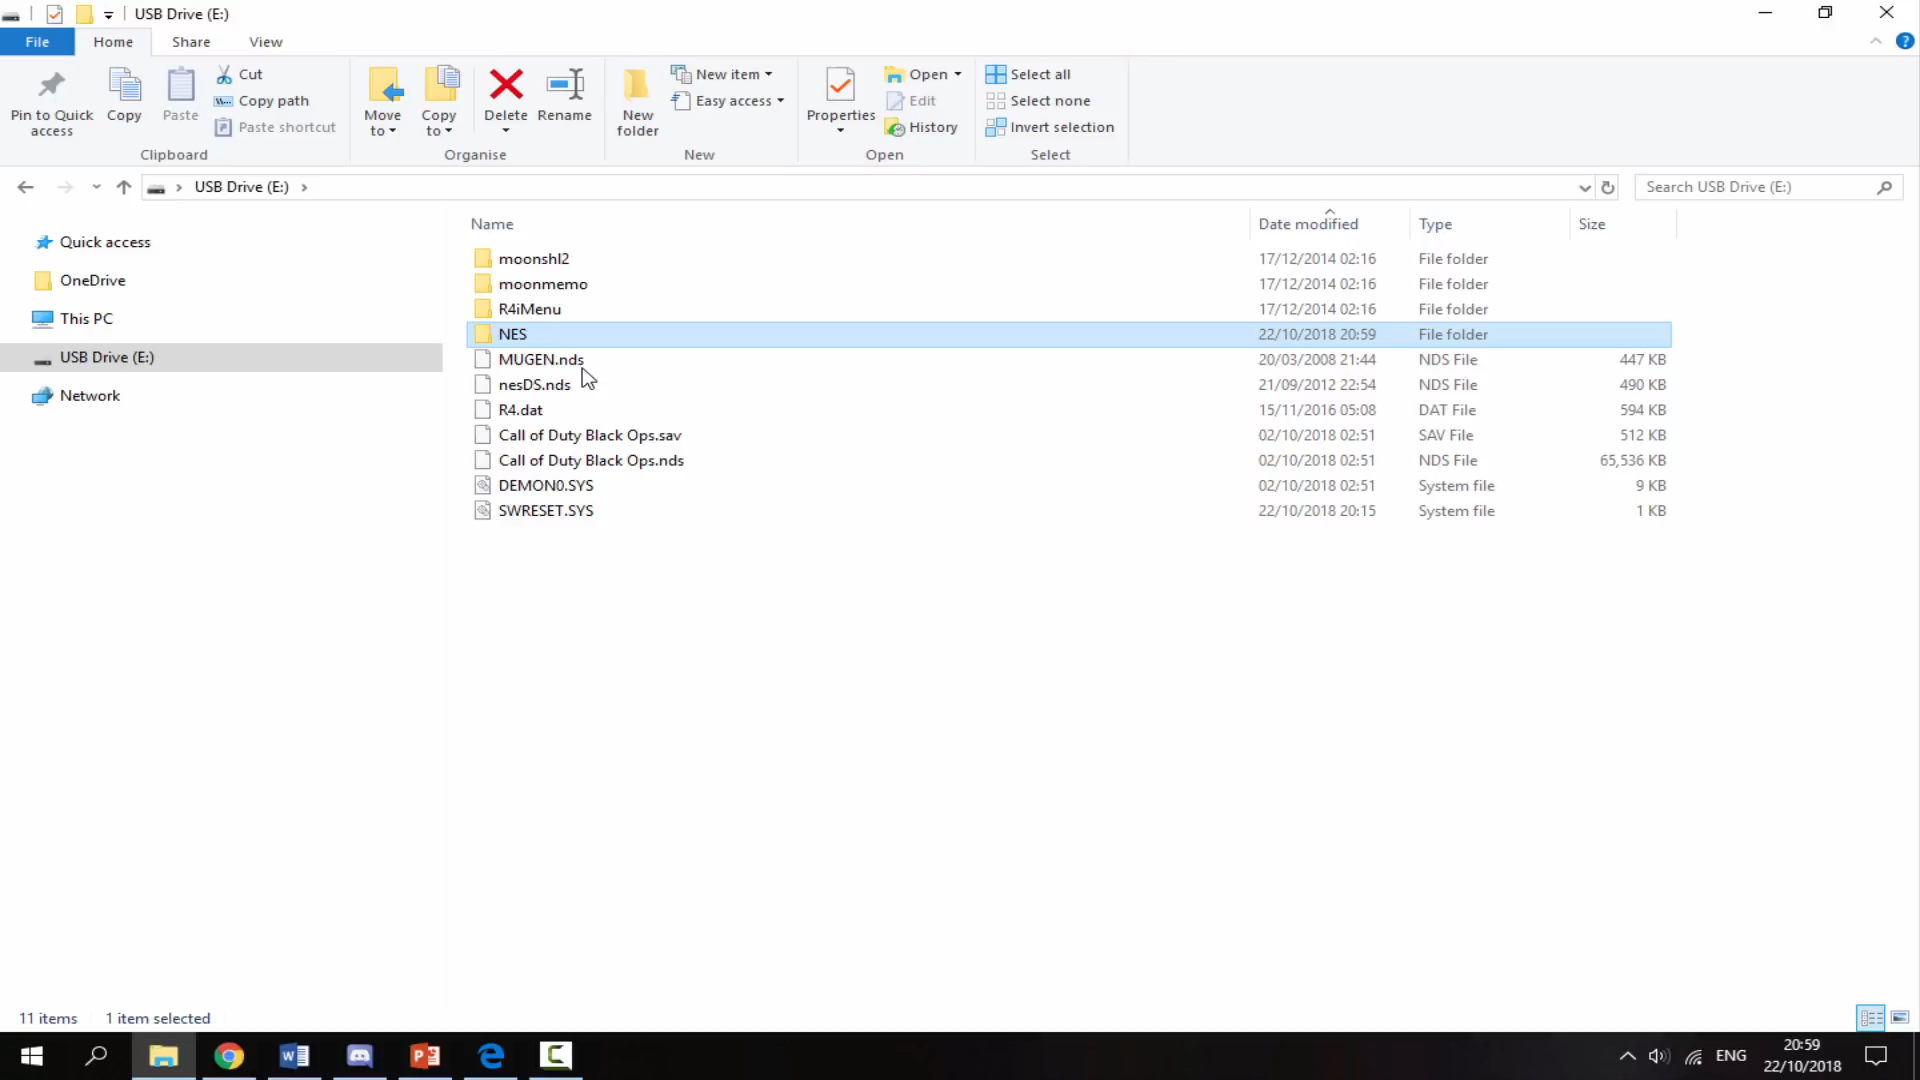 USB Drive (E:)
File Home Share View
Pin to Quick access
Copy
Paste
Cut
Copy path
Paste shortcut
Clipboard
Move to
Copy to
Delete
Rename
Organise
New folder
New item
Easy access
New
Properties
Open
Edit
History
Open
Select all
Select none
Invert selection
Select
USB Drive (E:)
Search USB Drive (E:)
Quick access
OneDrive
This PC
USB Drive (E:)
Network
Name Date modified Type Size
moonshl2 17/12/2014 02:16 File folder
moonmemo 17/12/2014 02:16 File folder
R4iMenu 17/12/2014 02:16 File folder
NES 22/10/2018 20:59 File folder
MUGEN.nds 20/03/2008 21:44 NDS File 447 KB
nesDS.nds 21/09/2012 22:54 NDS File 490 KB
R4.dat 15/11/2016 05:08 DAT File 594 KB
Call of Duty Black Ops.sav 02/10/2018 02:51 SAV File 512 KB
Call of Duty Black Ops.nds 02/10/2018 02:51 NDS File 65,536 KB
DEMON0.SYS 02/10/2018 02:51 System file 9 KB
SWRESET.SYS 22/10/2018 20:15 System file 1 KB
11 items 1 item selected
ENG
20:59
22/10/2018